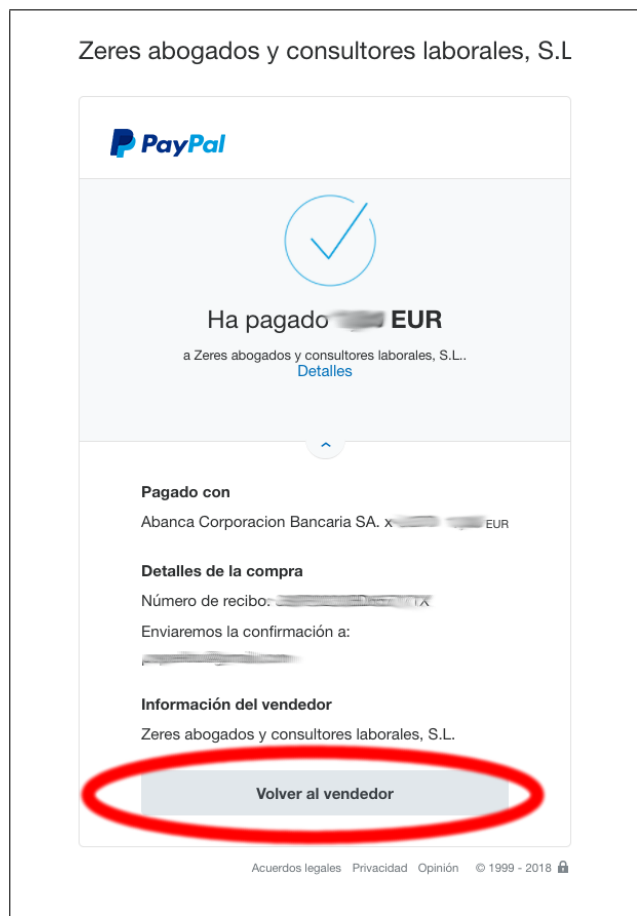 Zeres abogados y consultores laborales, S.L
PayPal
Ha pagado EUR
a Zeres abogados y consultores laborales, S.L..
Detalles
Pagado con
Abanca Corporacion Bancaria SA. x EUR
Detalles de la compra
Número de recibo:
Enviaremos la confirmación a:
Información del vendedor
Zeres abogados y consultores laborales, S.L.
Volver al vendedor
Acuerdos legales Privacidad Opinión © 1999 - 2018